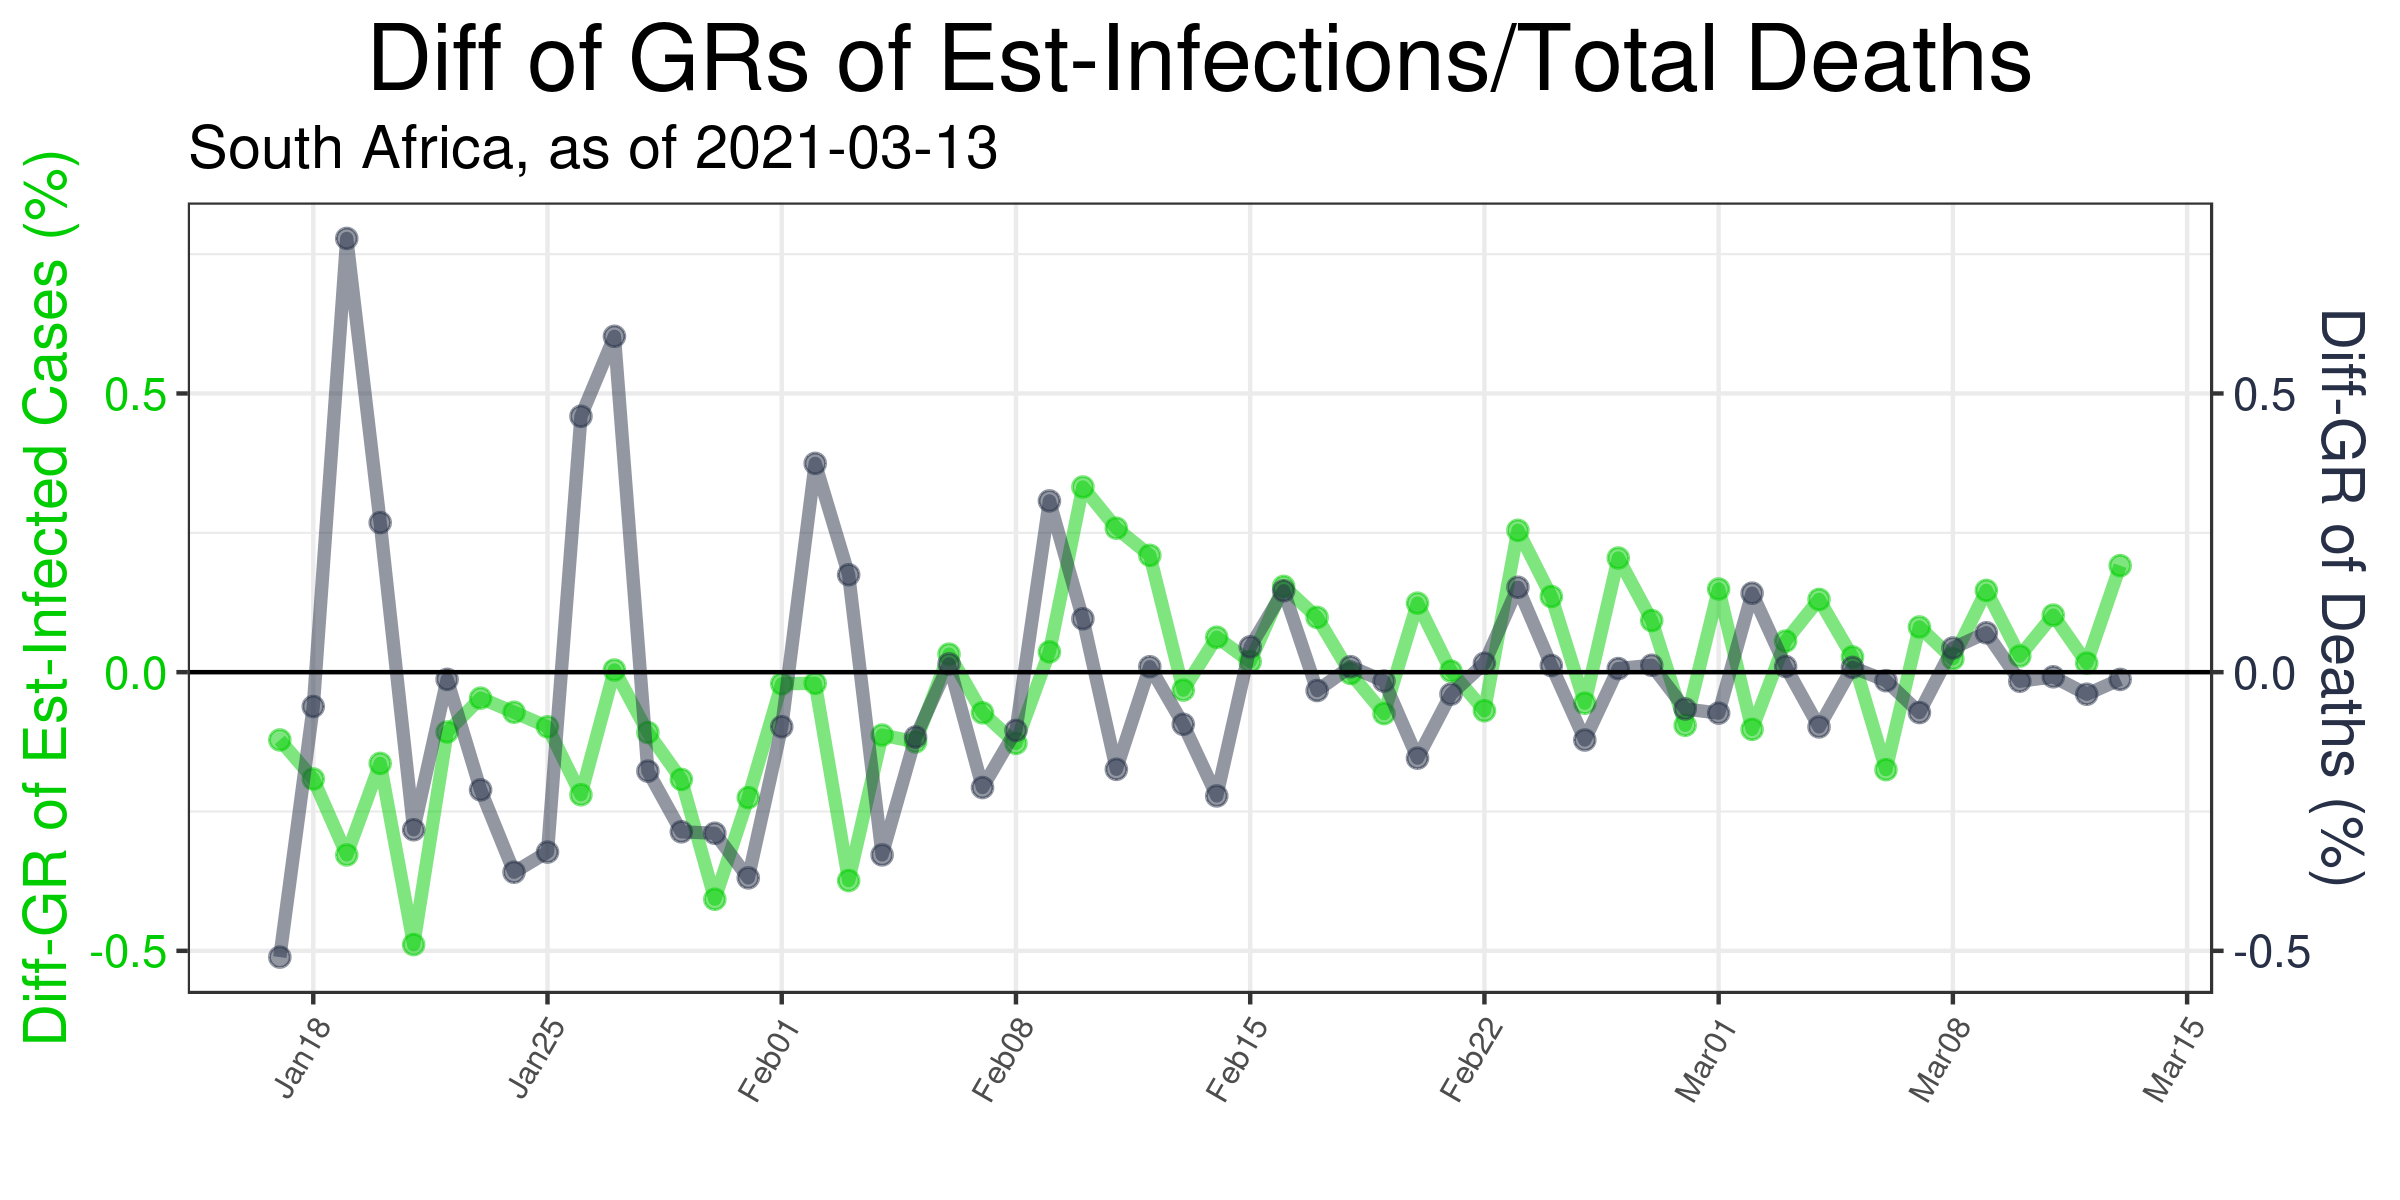 Diff of GRs of Est-Infections/Total Deaths
South Africa, as of 2021-03-13
Diff-GR of Est-Infected Cases (%)
0.5
0.0
-0.5
0.5
0.0
-0.5
Diff-GR of Deaths (%)
Jan18
Jan25
Feb01
Feb08
Feb15
Feb22
Mar01
Mar08
Mar15